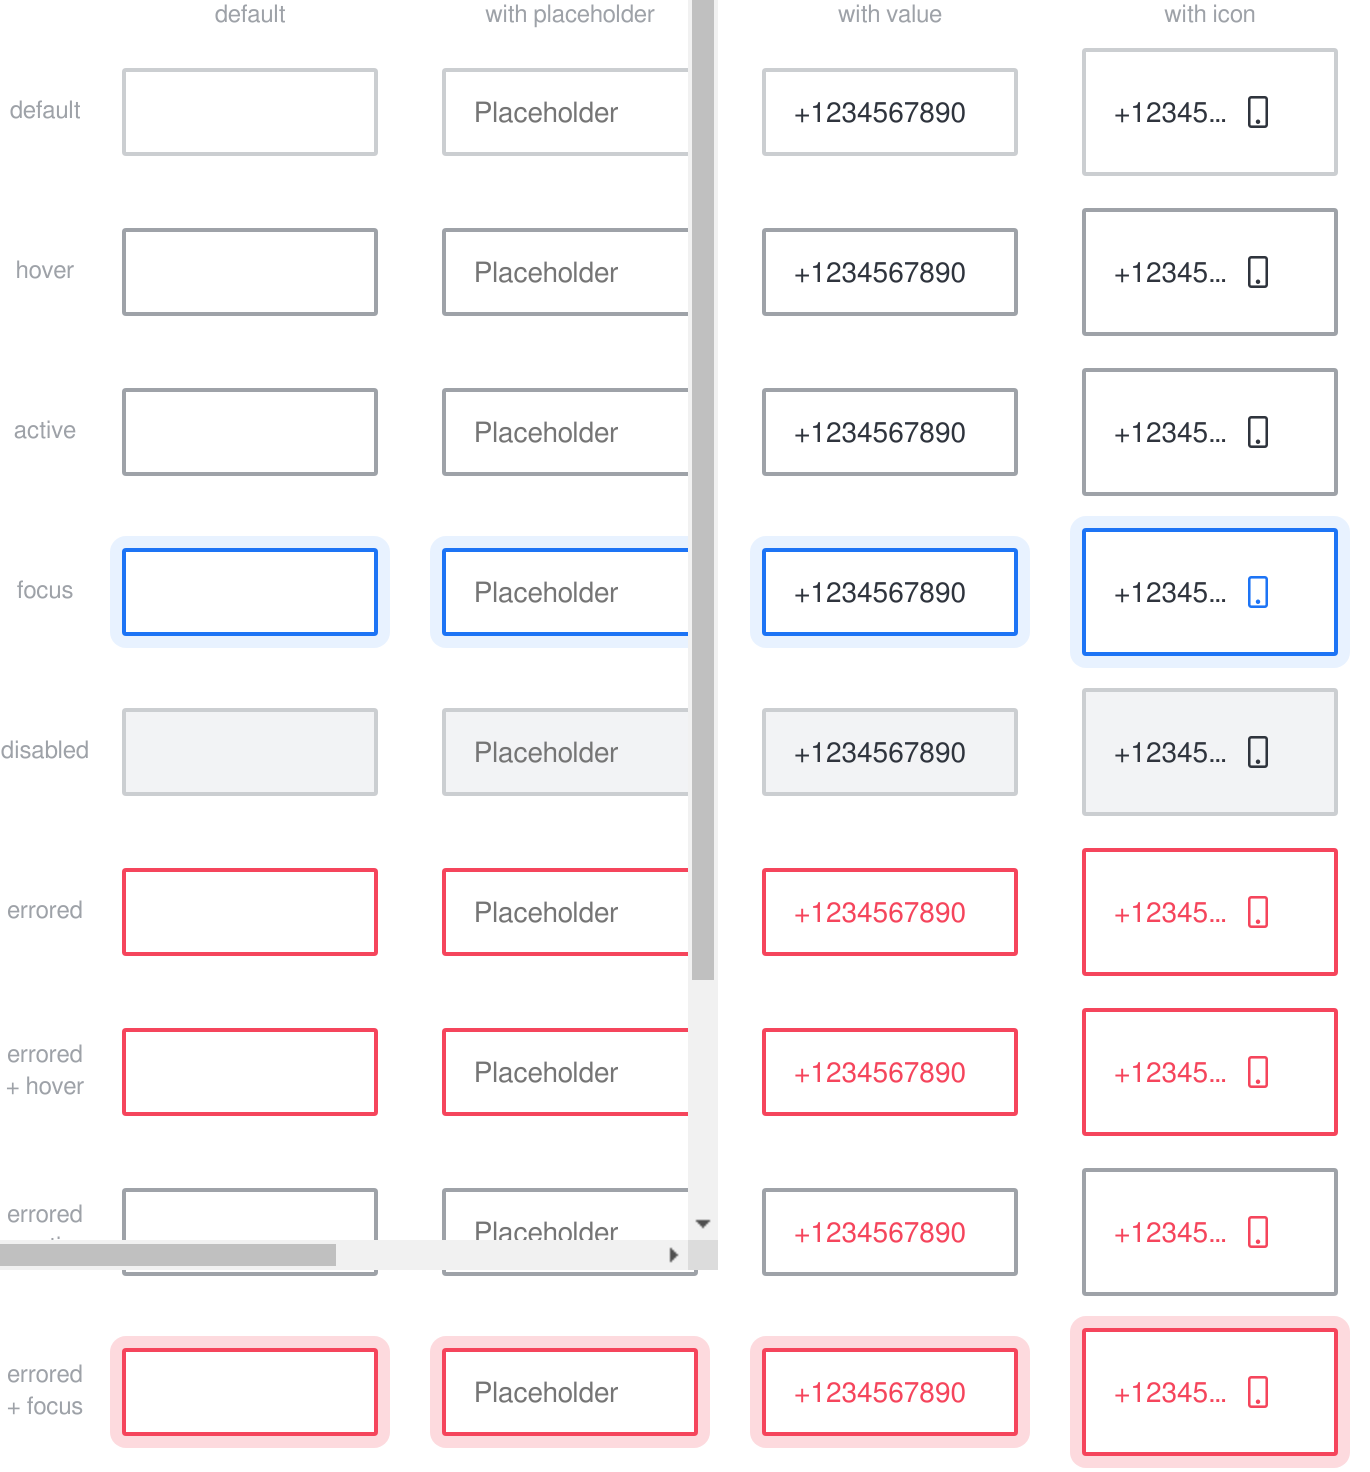 default with placeholder with value with icon
default Placeholder +1234567890 +12345...
hover Placeholder +1234567890 +12345...
active Placeholder +1234567890 +12345...
focus Placeholder +1234567890 +12345...
disabled Placeholder +1234567890 +12345...
errored Placeholder +1234567890 +12345...
errored
+ hover Placeholder +1234567890 +12345...
errored Placeholder +1234567890 +12345...
errored
+ focus Placeholder +1234567890 +12345...